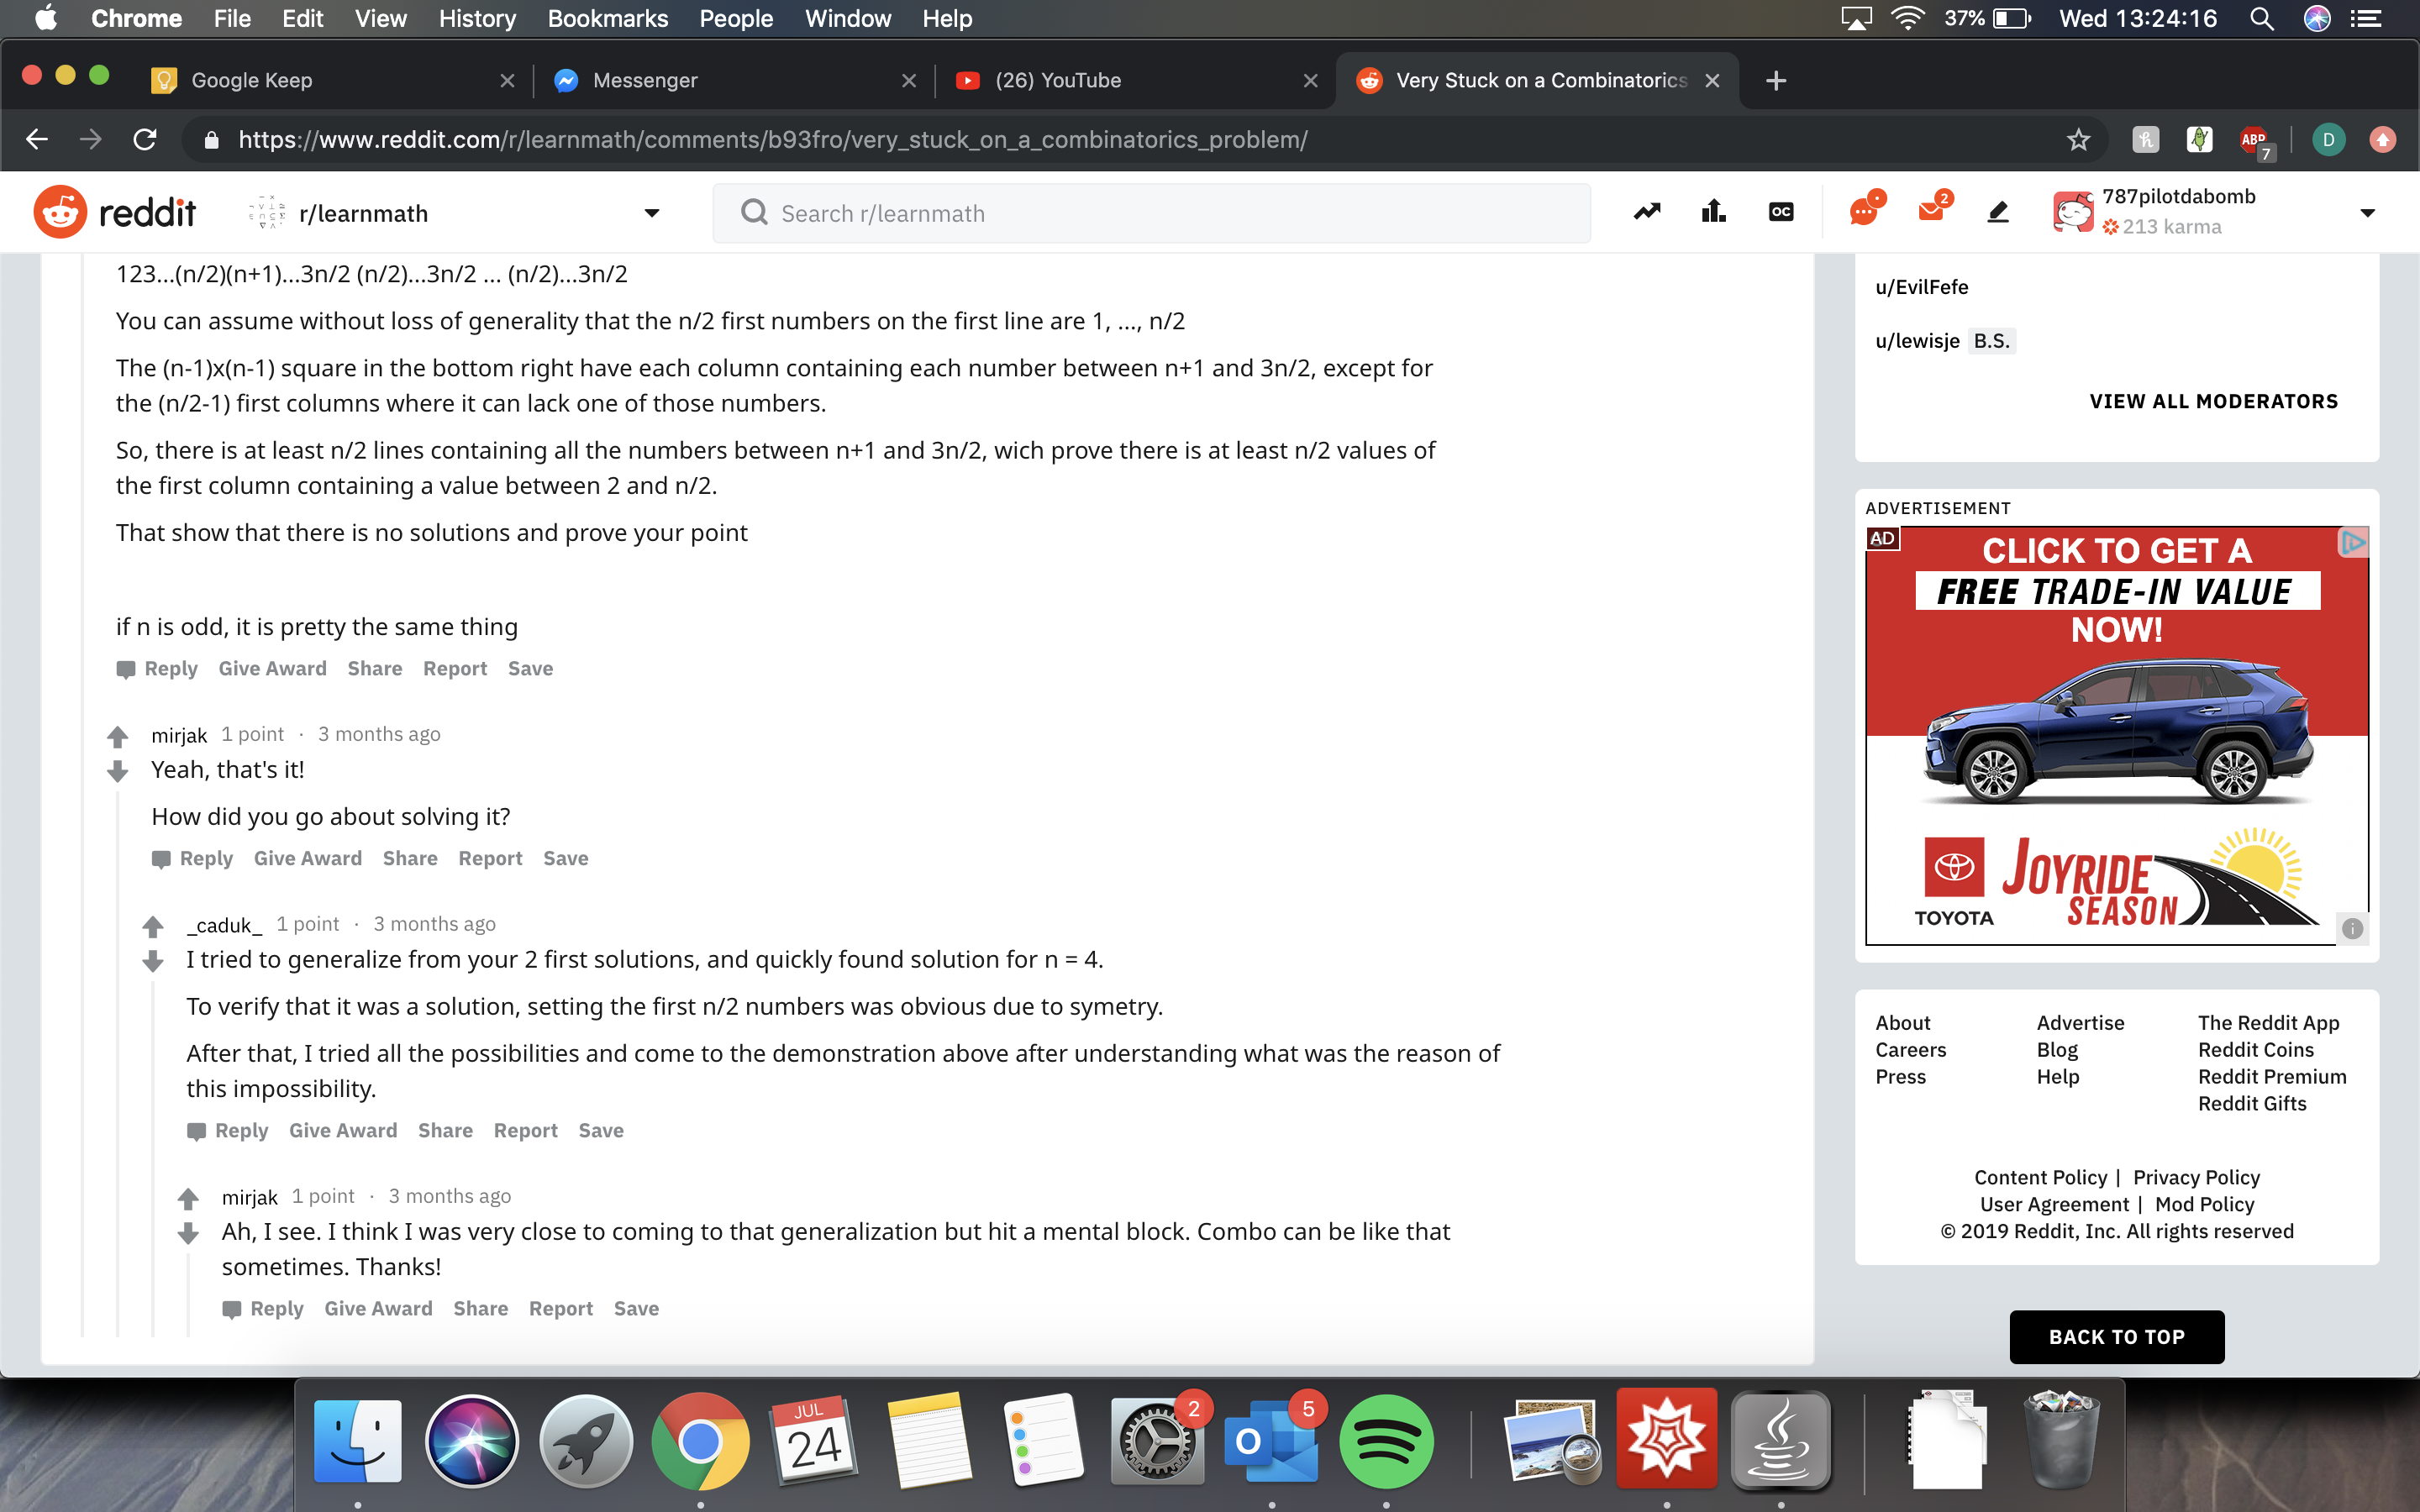 Chrome File Edit View History Bookmarks People Window Help 37% Wed 13:24:16
Google Keep Messenger (26) YouTube Very Stuck on a Combinatorics
https://www.reddit.com/r/learnmath/comments/b93fro/very_stuck_on_a_combinatorics_problem/ ABP 7 D
reddit r/learnmath Search r/learnmath OC 2 787pilotdabomb
213 karma
123...(n/2)(n+1)...3n/2 (n/2)...3n/2 ... (n/2)...3n/2
You can assume without loss of generality that the n/2 first numbers on the first line are 1, ..., n/2
The (n-1)x(n-1) square in the bottom right have each column containing each number between n+1 and 3n/2, except for
the (n/2-1) first columns where it can lack one of those numbers.
So, there is at least n/2 lines containing all the numbers between n+1 and 3n/2, wich prove there is at least n/2 values of
the first column containing a value between 2 and n/2.
That show that there is no solutions and prove your point
if n is odd, it is pretty the same thing
Reply Give Award Share Report Save
mirjak 1 point · 3 months ago
Yeah, that's it!
How did you go about solving it?
Reply Give Award Share Report Save
_caduk_ 1 point · 3 months ago
I tried to generalize from your 2 first solutions, and quickly found solution for n = 4.
To verify that it was a solution, setting the first n/2 numbers was obvious due to symetry.
After that, I tried all the possibilities and come to the demonstration above after understanding what was the reason of
this impossibility.
Reply Give Award Share Report Save
mirjak 1 point · 3 months ago
Ah, I see. I think I was very close to coming to that generalization but hit a mental block. Combo can be like that
sometimes. Thanks!
Reply Give Award Share Report Save
u/EvilFefe
u/lewisje B.S.
VIEW ALL MODERATORS
ADVERTISEMENT
AD
CLICK TO GET A
FREE TRADE-IN VALUE
NOW!
TOYOTA
JOYRIDE
SEASON
About Advertise The Reddit App
Careers Blog Reddit Coins
Press Help Reddit Premium
Reddit Gifts
Content Policy | Privacy Policy
User Agreement | Mod Policy
© 2019 Reddit, Inc. All rights reserved
BACK TO TOP
JUL
24
2
5
O